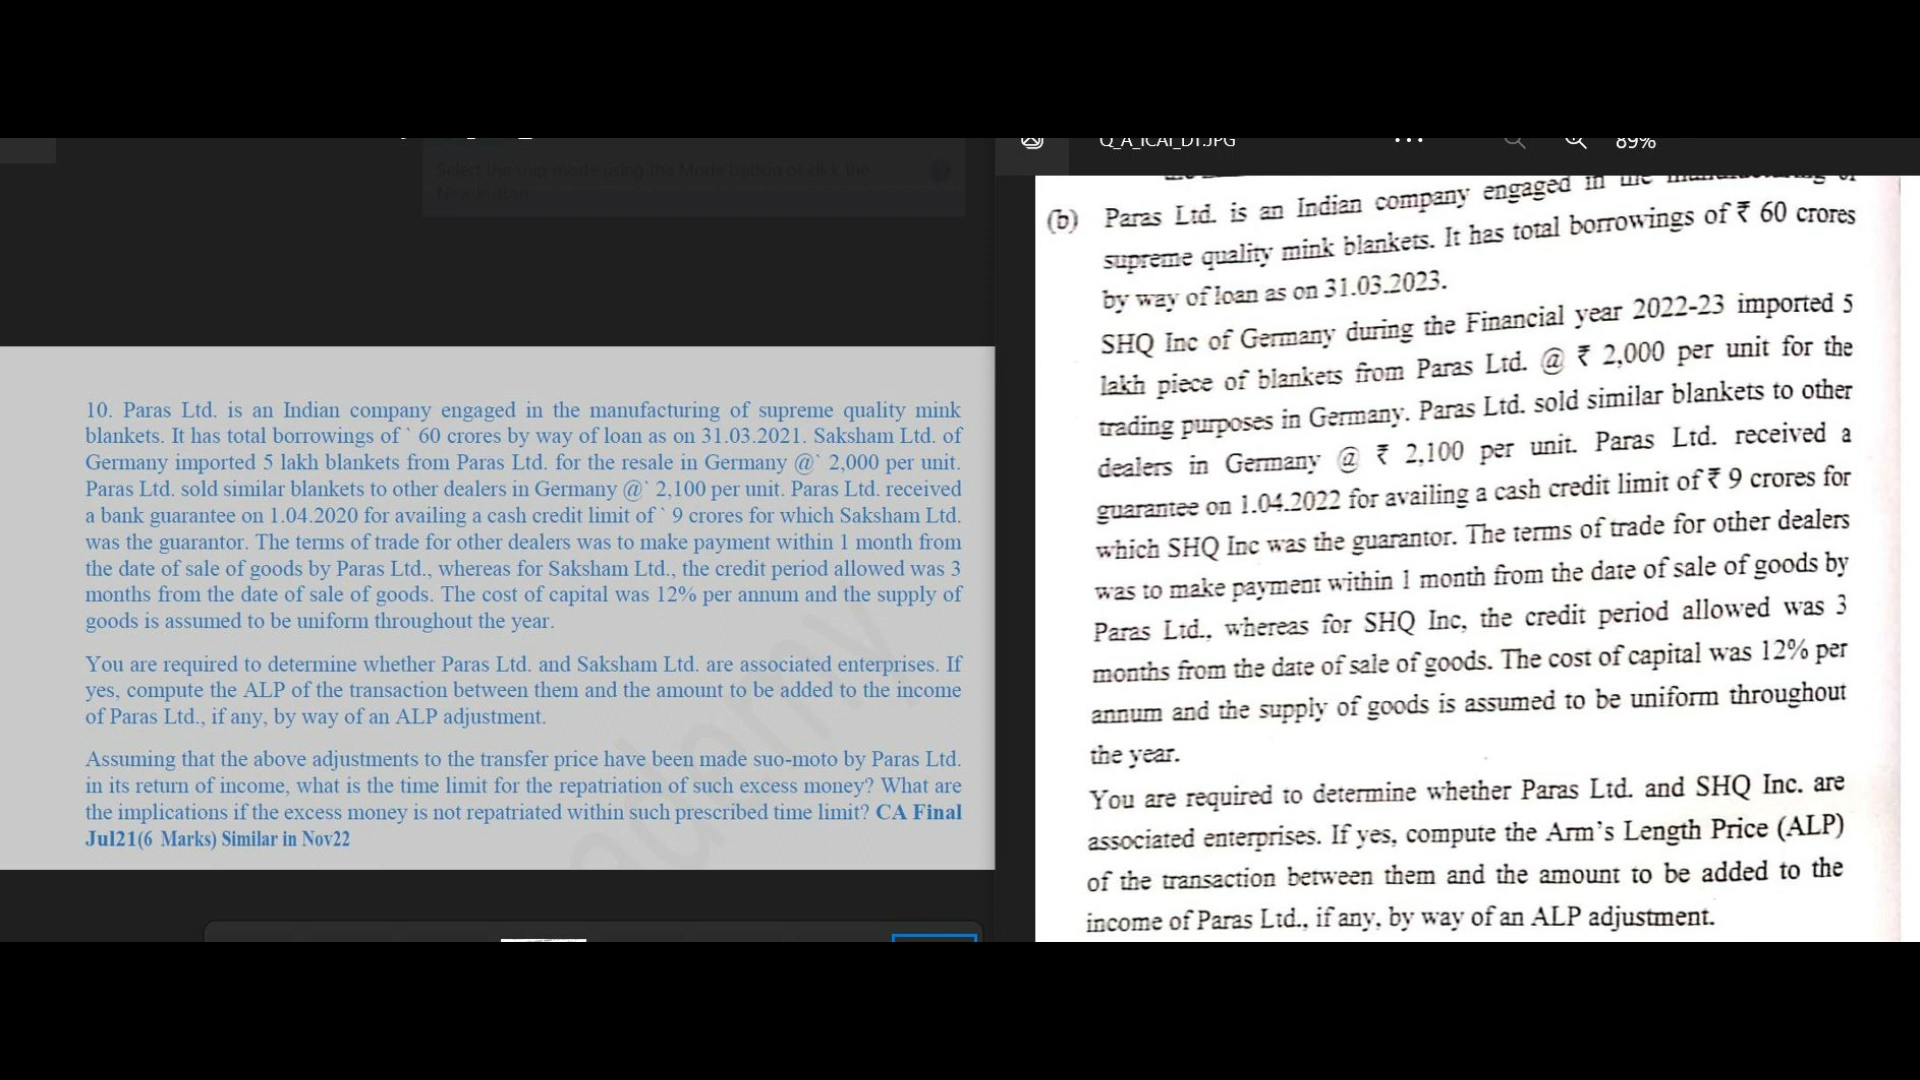 Select the snip mode using the Mode button or click the
New button.
10. Paras Ltd. is an Indian company engaged in the manufacturing of supreme quality mink
blankets. It has total borrowings of ` 60 crores by way of loan as on 31.03.2021. Saksham Ltd. of
Germany imported 5 lakh blankets from Paras Ltd. for the resale in Germany @` 2,000 per unit.
Paras Ltd. sold similar blankets to other dealers in Germany @` 2,100 per unit. Paras Ltd. received
a bank guarantee on 1.04.2020 for availing a cash credit limit of ` 9 crores for which Saksham Ltd.
was the guarantor. The terms of trade for other dealers was to make payment within 1 month from
the date of sale of goods by Paras Ltd., whereas for Saksham Ltd., the credit period allowed was 3
months from the date of sale of goods. The cost of capital was 12% per annum and the supply of
goods is assumed to be uniform throughout the year.
You are required to determine whether Paras Ltd. and Saksham Ltd. are associated enterprises. If
yes, compute the ALP of the transaction between them and the amount to be added to the income
of Paras Ltd., if any, by way of an ALP adjustment.
Assuming that the above adjustments to the transfer price have been made suo-moto by Paras Ltd.
in its return of income, what is the time limit for the repatriation of such excess money? What are
the implications if the excess money is not repatriated within such prescribed time limit? CA Final
Jul21(6 Marks) Similar in Nov22
Q_A_ICAI_DT.JPG ... 89%
(b) Paras Ltd. is an Indian company engaged in the manufacturing of
supreme quality mink blankets. It has total borrowings of ₹ 60 crores
by way of loan as on 31.03.2023.
SHQ Inc of Germany during the Financial year 2022-23 imported 5
lakh piece of blankets from Paras Ltd. @ ₹ 2,000 per unit for the
trading purposes in Germany. Paras Ltd. sold similar blankets to other
dealers in Germany @ ₹ 2,100 per unit. Paras Ltd. received a
guarantee on 1.04.2022 for availing a cash credit limit of ₹ 9 crores for
which SHQ Inc was the guarantor. The terms of trade for other dealers
was to make payment within 1 month from the date of sale of goods by
Paras Ltd., whereas for SHQ Inc, the credit period allowed was 3
months from the date of sale of goods. The cost of capital was 12% per
annum and the supply of goods is assumed to be uniform throughout
the year.
You are required to determine whether Paras Ltd. and SHQ Inc. are
associated enterprises. If yes, compute the Arm's Length Price (ALP)
of the transaction between them and the amount to be added to the
income of Paras Ltd., if any, by way of an ALP adjustment.